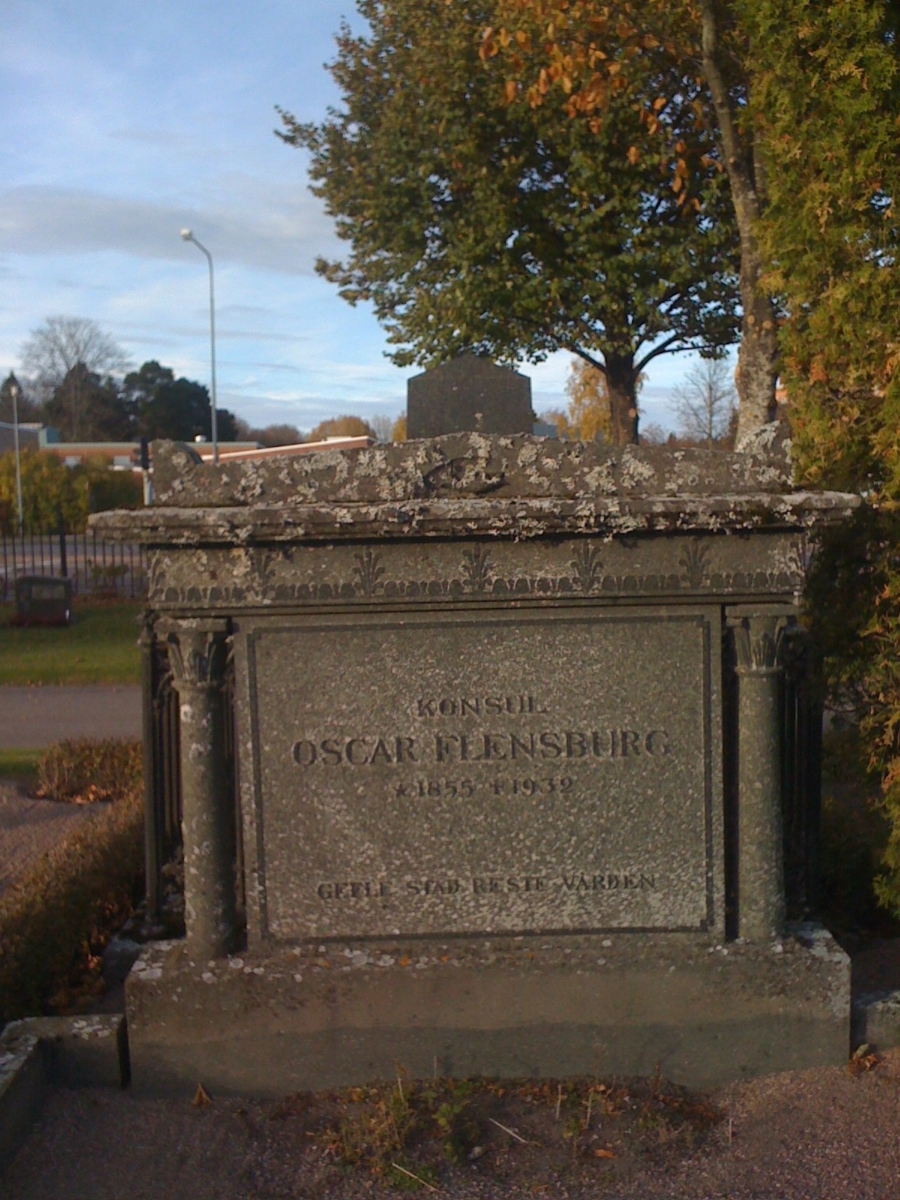 KONSUL
OSCAR FLENSBURG
*1855 †1932
GEFLE STAD RESTE VÅRDEN